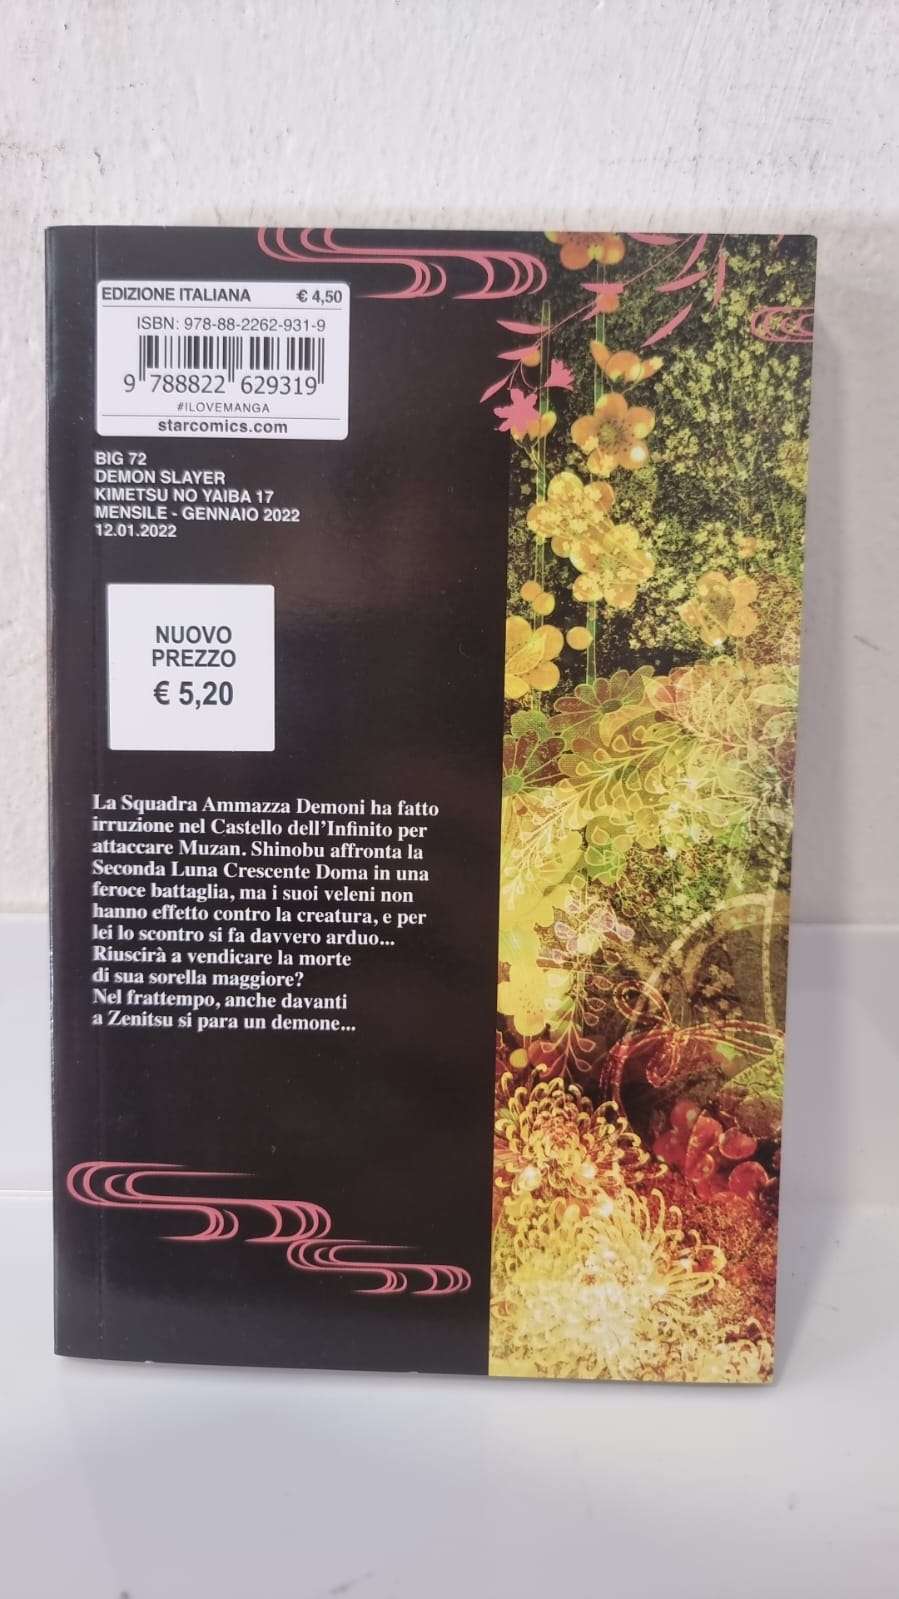 EDIZIONE ITALIANA € 4,50
ISBN: 978-88-2262-931-9
9 788822 629319
#ILOVEMANGA
starcomics.com
BIG 72
DEMON SLAYER
KIMETSU NO YAIBA 17
MENSILE - GENNAIO 2022
12.01.2022
NUOVO
PREZZO
€ 5,20
La Squadra Ammazza Demoni ha fatto
irruzione nel Castello dell'Infinito per
attaccare Muzan. Shinobu affronta la
Seconda Luna Crescente Doma in una
feroce battaglia, ma i suoi veleni non
hanno effetto contro la creatura, e per
lei lo scontro si fa davvero arduo...
Riuscirà a vendicare la morte
di sua sorella maggiore?
Nel frattempo, anche davanti
a Zenitsu si para un demone...